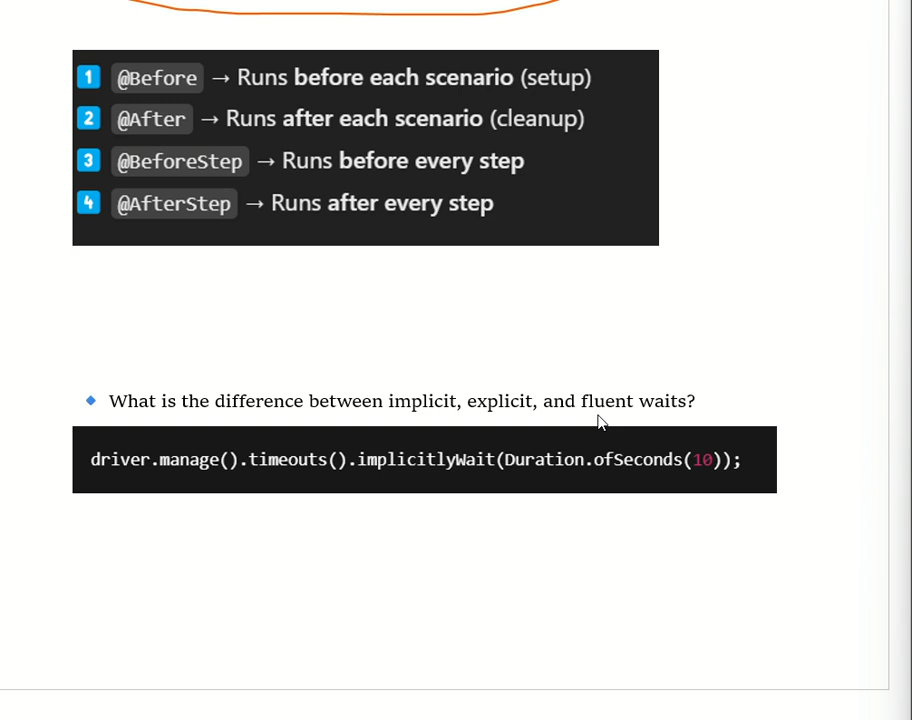 1 @Before → Runs before each scenario (setup)
2 @After → Runs after each scenario (cleanup)
3 @BeforeStep → Runs before every step
4 @AfterStep → Runs after every step
What is the difference between implicit, explicit, and fluent waits?
driver.manage().timeouts().implicitlyWait(Duration.ofSeconds(10));